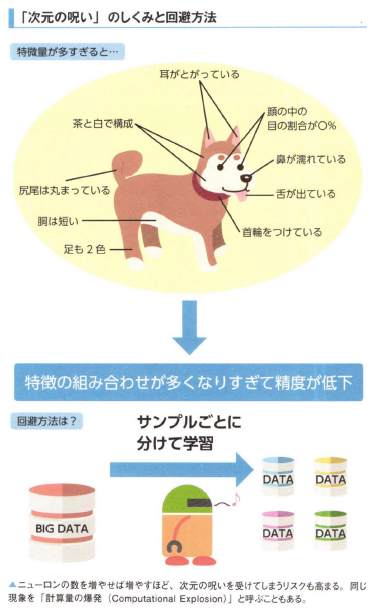 「次元の呪い」のしくみと回避方法
特徴量が多すぎると…
耳がとがっている
茶と白で構成
顔の中の
目の割合が〇%
鼻が濡れている
尻尾は丸まっている
舌が出ている
胴は短い
首輪をつけている
足も2色
特徴の組み合わせが多くなりすぎて精度が低下
回避方法は?
サンプルごとに
分けて学習
BIG DATA
DATA
DATA
DATA
DATA
▲ニューロンの数を増やせば増やすほど、次元の呪いを受けてしまうリスクも高まる。同じ
現象を「計算量の爆発(Computational Explosion)」と呼ぶこともある。